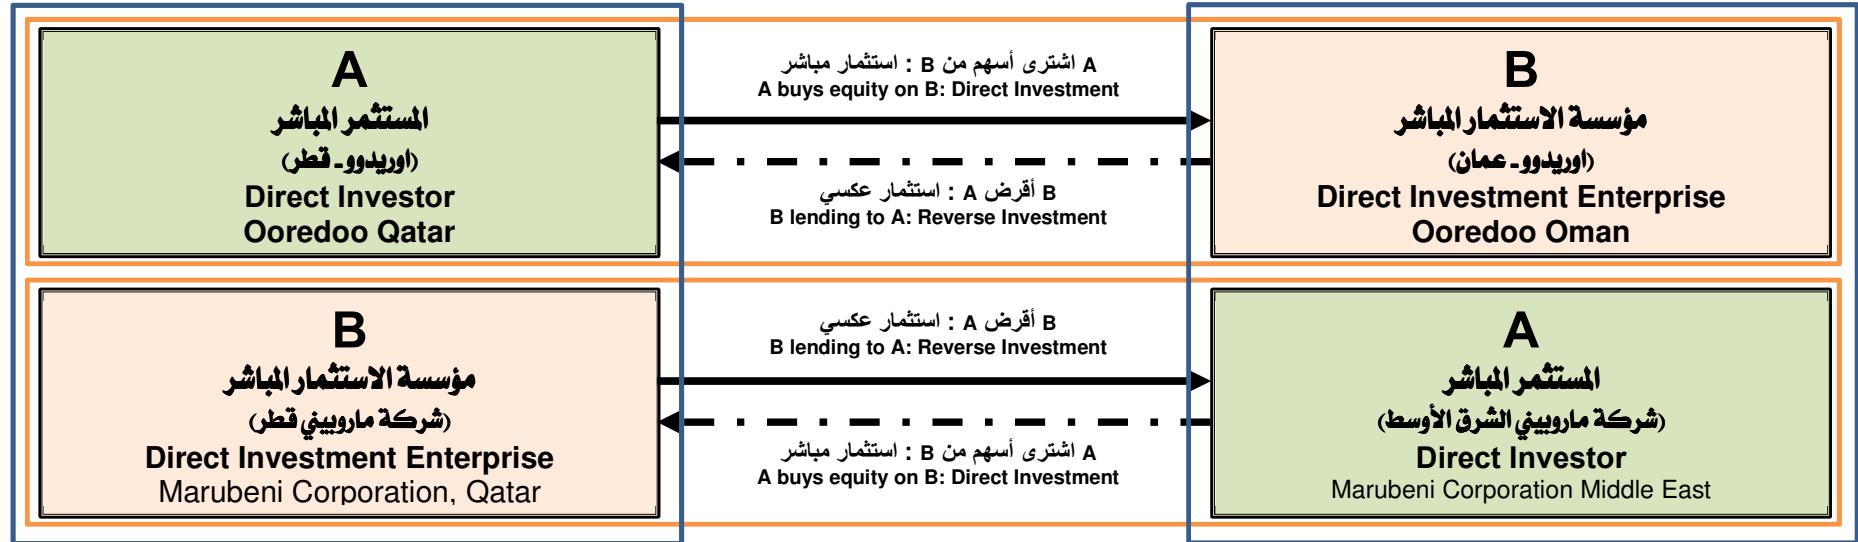 A
المستثمر المباشر
(اوريدوو - قطر)
Direct Investor
Ooredoo Qatar
A اشترى أسهم من B : استثمار مباشر
A buys equity on B: Direct Investment
B أقرض A : استثمار عكسي
B lending to A: Reverse Investment
B
مؤسسة الاستثمار المباشر
(اوريدوو - عمان)
Direct Investment Enterprise
Ooredoo Oman
B
مؤسسة الاستثمار المباشر
(شركة ماروبيني قطر)
Direct Investment Enterprise
Marubeni Corporation, Qatar
B أقرض A : استثمار عكسي
B lending to A: Reverse Investment
A اشترى أسهم من B : استثمار مباشر
A buys equity on B: Direct Investment
A
المستثمر المباشر
(شركة ماروبيني الشرق الأوسط)
Direct Investor
Marubeni Corporation Middle East